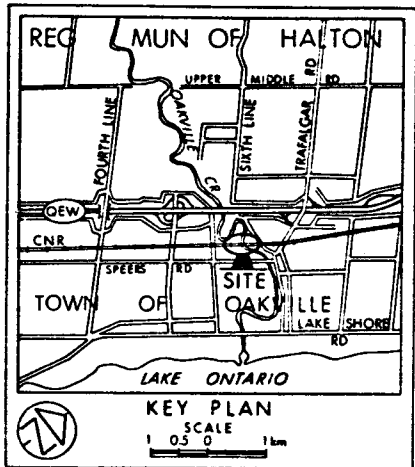 REG MUN OF HALTON
UPPER MIDDLE RD
OAKVILLE CR
FOURTH LINE
SIXTH LINE
TRAFALGAR RD
QEW
CNR
SPEERS RD
SITE
TOWN OF OAKVILLE
LAKE SHORE RD
LAKE ONTARIO
KEY PLAN
SCALE
1 0.5 0 1 km